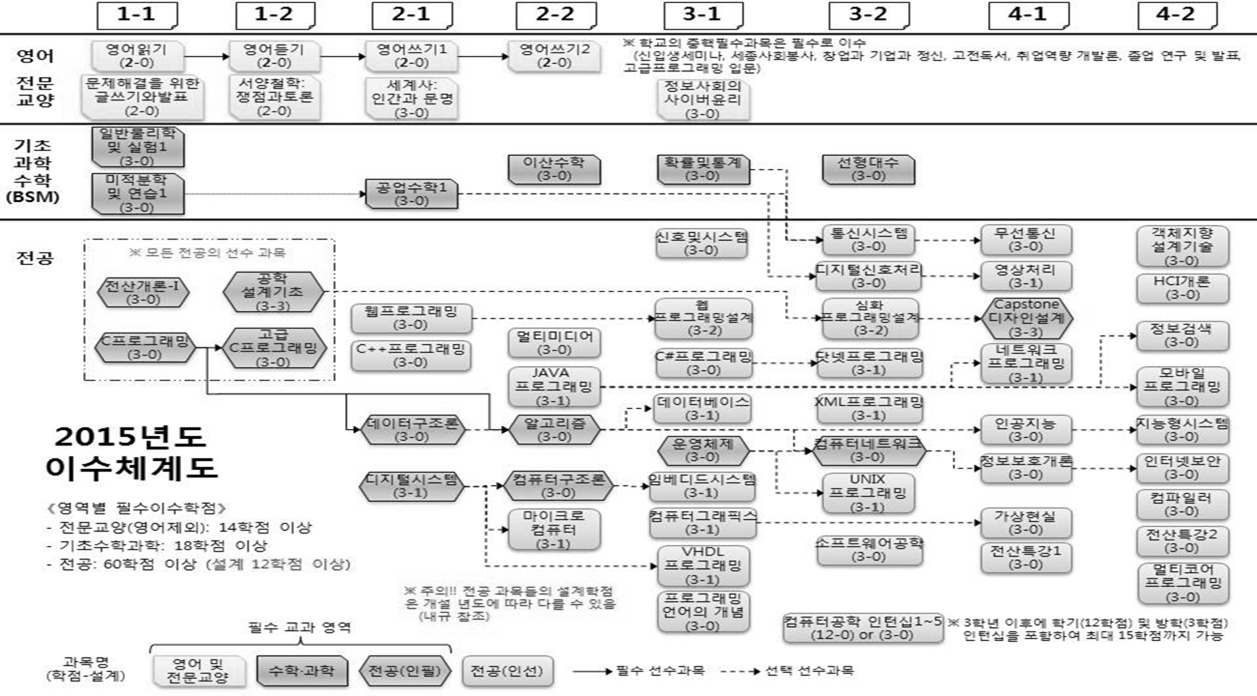 1-1
1-2
2-1
2-2
3-1
3-2
4-1
4-2
영어
영어읽기
(2-0)
영어듣기
(2-0)
영어쓰기1
(2-0)
영어쓰기2
(2-0)
※ 학교의 중핵필수과목은 필수로 이수
(신입생세미나, 세종사회봉사, 창업과 기업과 정신, 고전독서, 취업역량 개발론, 졸업 연구 및 발표,
고급프로그래밍 입문)
전문
교양
문제해결을 위한
글쓰기와발표
(2-0)
서양철학:
쟁점과토론
(2-0)
세계사:
인간과 문명
(2-0)
정보사회의
사이버윤리
(3-0)
기초
과학
수학
(BSM)
일반물리학
및 실험1
(3-0)
미적분학
및 연습1
(3-0)
공업수학1
(3-0)
이산수학
(3-0)
확률및통계
(3-0)
선형대수
(3-0)
전공
※ 모든 전공의 선수 과목
전산개론-I
(3-0)
공학
설계기초
(3-3)
C프로그래밍
(3-0)
고급
C프로그래밍
(3-0)
웹프로그래밍
(3-0)
C++프로그래밍
(3-0)
데이터구조론
(3-0)
디지털시스템
(3-1)
멀티미디어
(3-0)
JAVA
프로그래밍
(3-1)
알고리즘
(3-0)
컴퓨터구조론
(3-0)
마이크로
컴퓨터
(3-1)
신호및시스템
(3-0)
웹
프로그래밍설계
(3-2)
C#프로그래밍
(3-0)
데이터베이스
(3-1)
운영체제
(3-0)
임베디드시스템
(3-1)
컴퓨터그래픽스
(3-1)
VHDL
프로그래밍
(3-1)
프로그래밍
언어의 개념
(3-0)
통신시스템
(3-0)
디지털신호처리
(3-0)
심화
프로그래밍설계
(3-2)
닷넷프로그래밍
(3-1)
XML프로그래밍
(3-1)
컴퓨터네트워크
(3-0)
UNIX
프로그래밍
(3-1)
소프트웨어공학
(3-0)
컴퓨터공학 인턴십1~5
(12-0) or (3-0)
무선통신
(3-0)
영상처리
(3-1)
Capstone
디자인설계
(3-3)
네트워크
프로그래밍
(3-1)
인공지능
(3-0)
정보보호개론
(3-0)
가상현실
(3-0)
전산특강1
(3-0)
객체지향
설계기술
(3-0)
HCI개론
(3-0)
정보검색
(3-0)
모바일
프로그래밍
(3-0)
지능형시스템
(3-0)
인터넷보안
(3-0)
컴파일러
(3-0)
전산특강2
(3-0)
멀티코어
프로그래밍
(3-0)
※ 3학년 이후에 학기(12학점) 및 방학(3학점)
인턴십을 포함하여 최대 15학점까지 가능
2015년도
이수체계도
《영역별 필수이수학점》
- 전문교양(영어제외): 14학점 이상
- 기초수학과학: 18학점 이상
- 전공: 60학점 이상 (설계 12학점 이상)
※ 주의!! 전공 과목들의 설계학점
은 개설 년도에 따라 다를 수 있음
(내규 참조)
필수 교과 영역
과목명
(학점-설계)
영어 및
전문교양
수학·과학
전공(인필)
전공(인선)
필수 선수과목
선택 선수과목